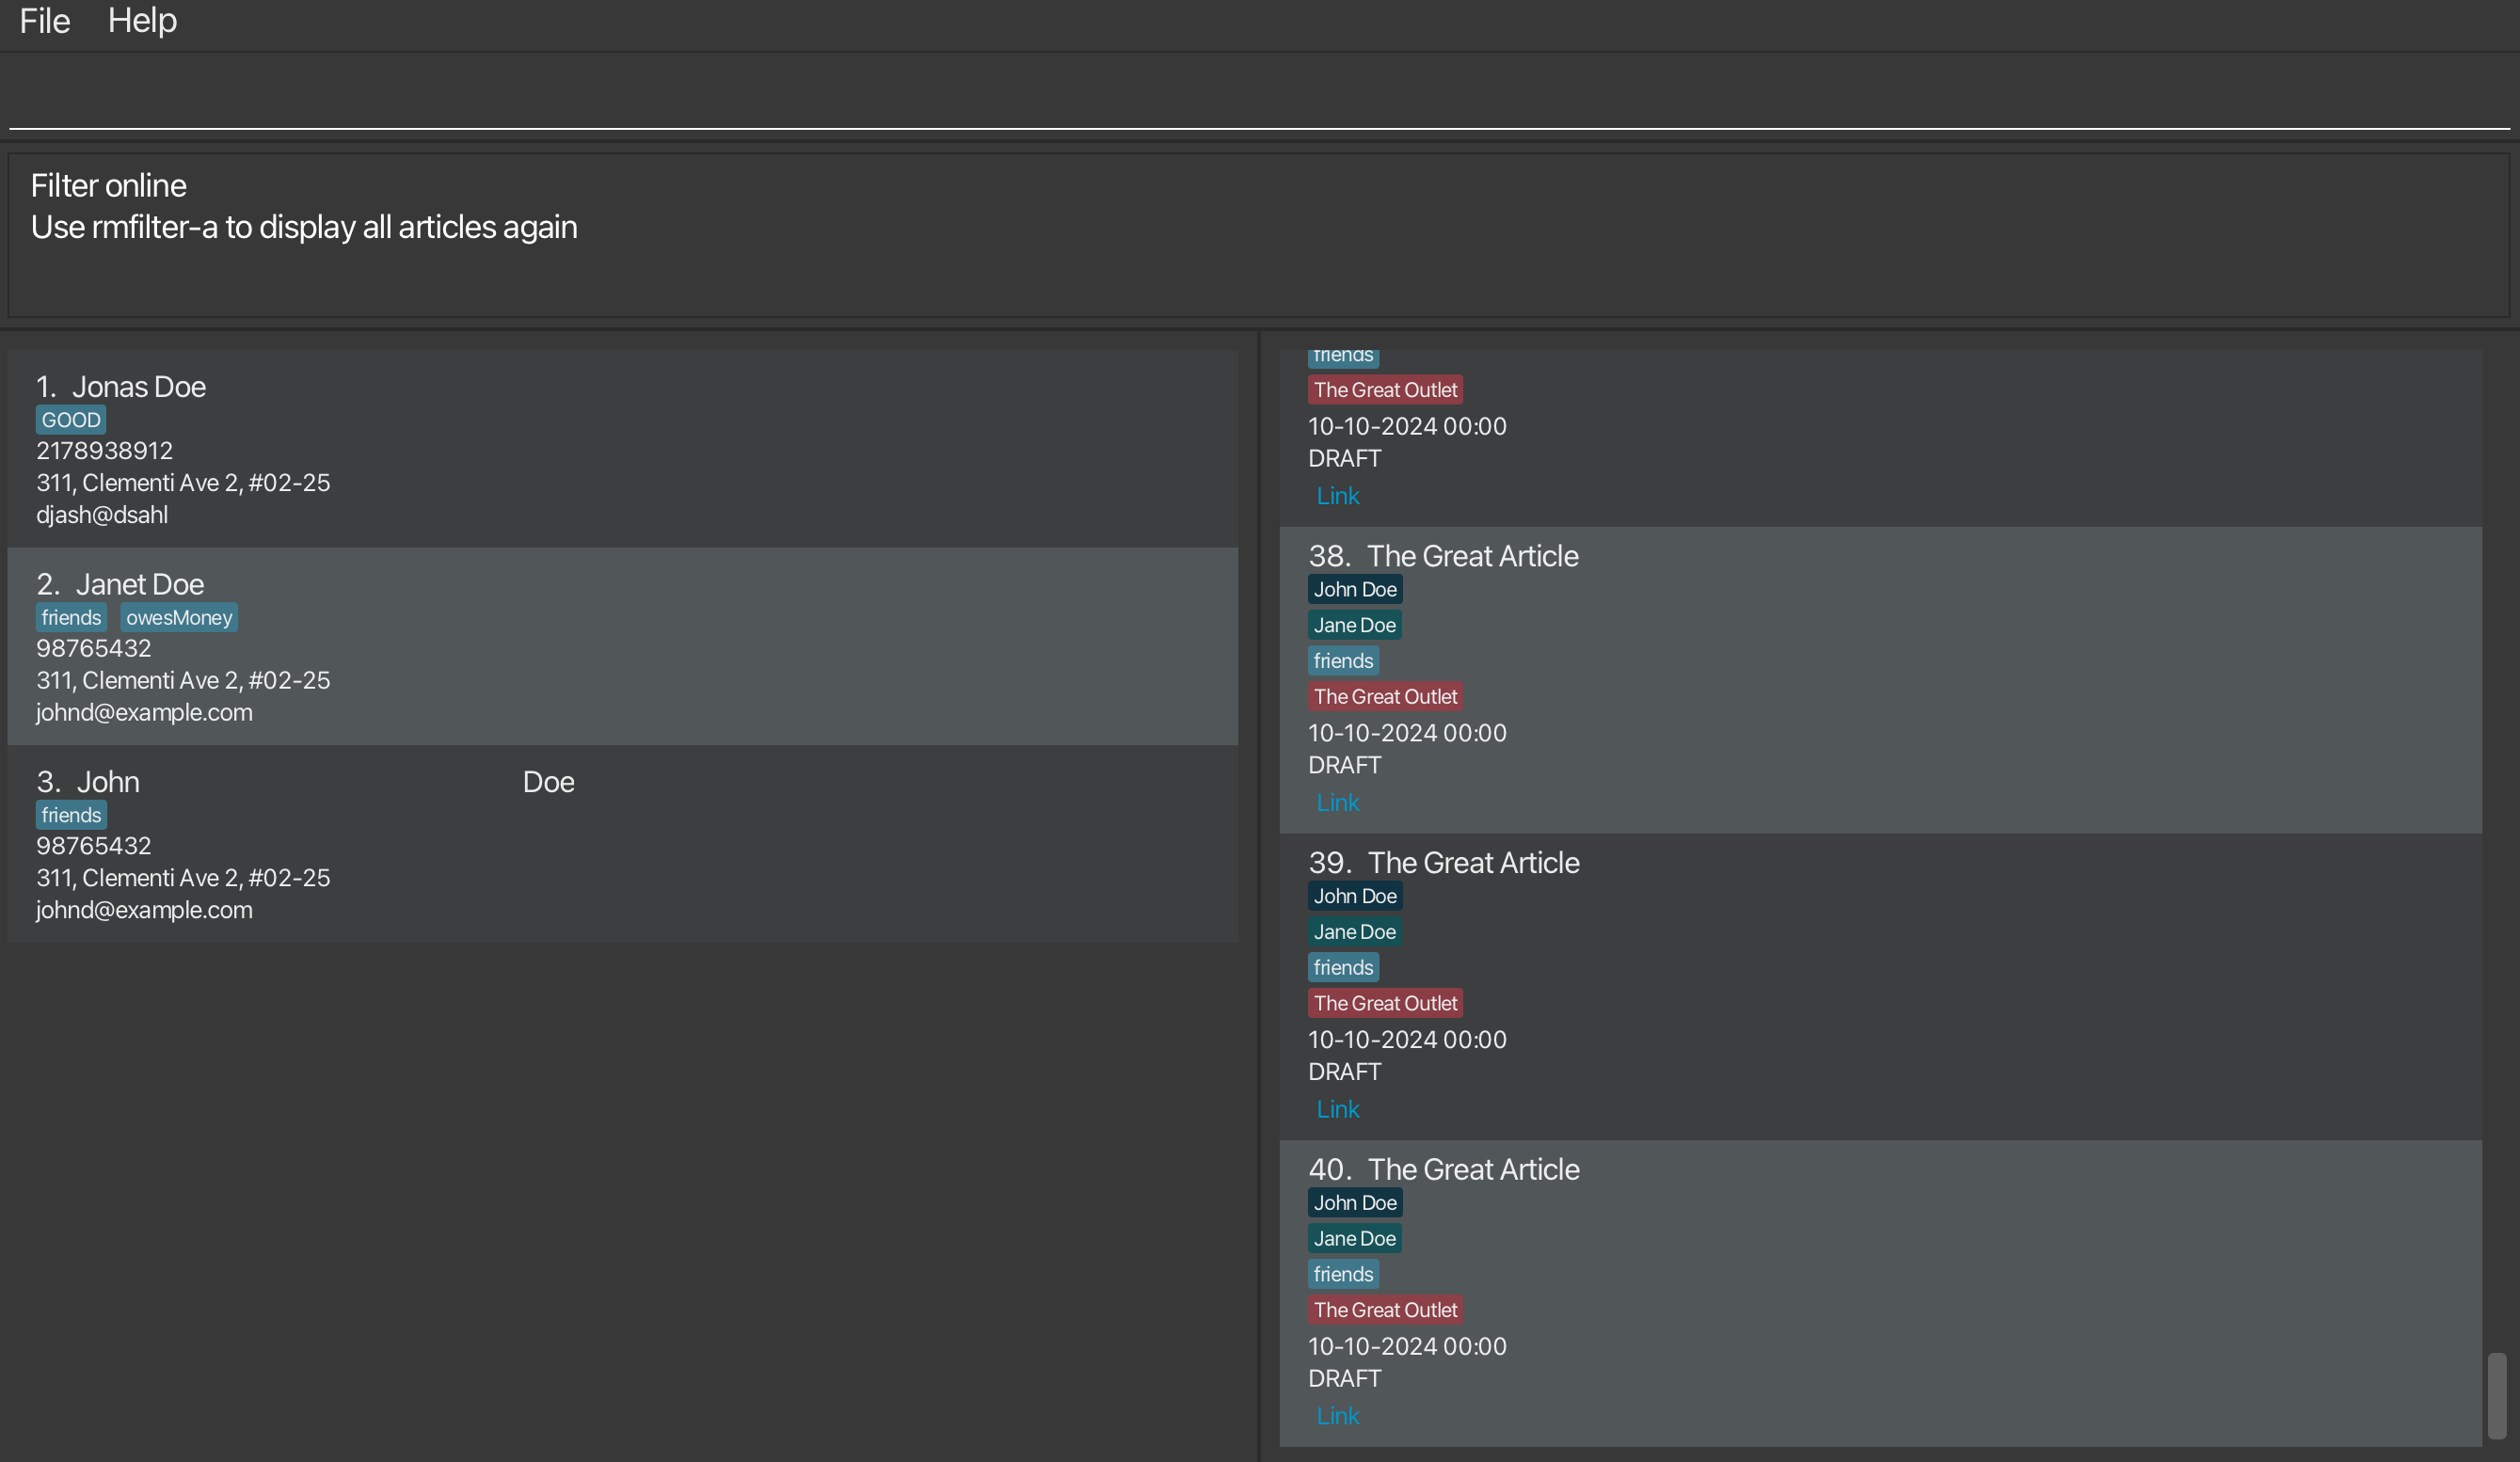 File Help
Filter online
Use rmfilter-a to display all articles again
1. Jonas Doe
GOOD
2178938912
311, Clementi Ave 2, #02-25
djash@dsahl
2. Janet Doe
friends owesMoney
98765432
311, Clementi Ave 2, #02-25
johnd@example.com
3. John Doe
friends
98765432
311, Clementi Ave 2, #02-25
johnd@example.com
friends
The Great Outlet
10-10-2024 00:00
DRAFT
Link
38. The Great Article
John Doe
Jane Doe
friends
The Great Outlet
10-10-2024 00:00
DRAFT
Link
39. The Great Article
John Doe
Jane Doe
friends
The Great Outlet
10-10-2024 00:00
DRAFT
Link
40. The Great Article
John Doe
Jane Doe
friends
The Great Outlet
10-10-2024 00:00
DRAFT
Link